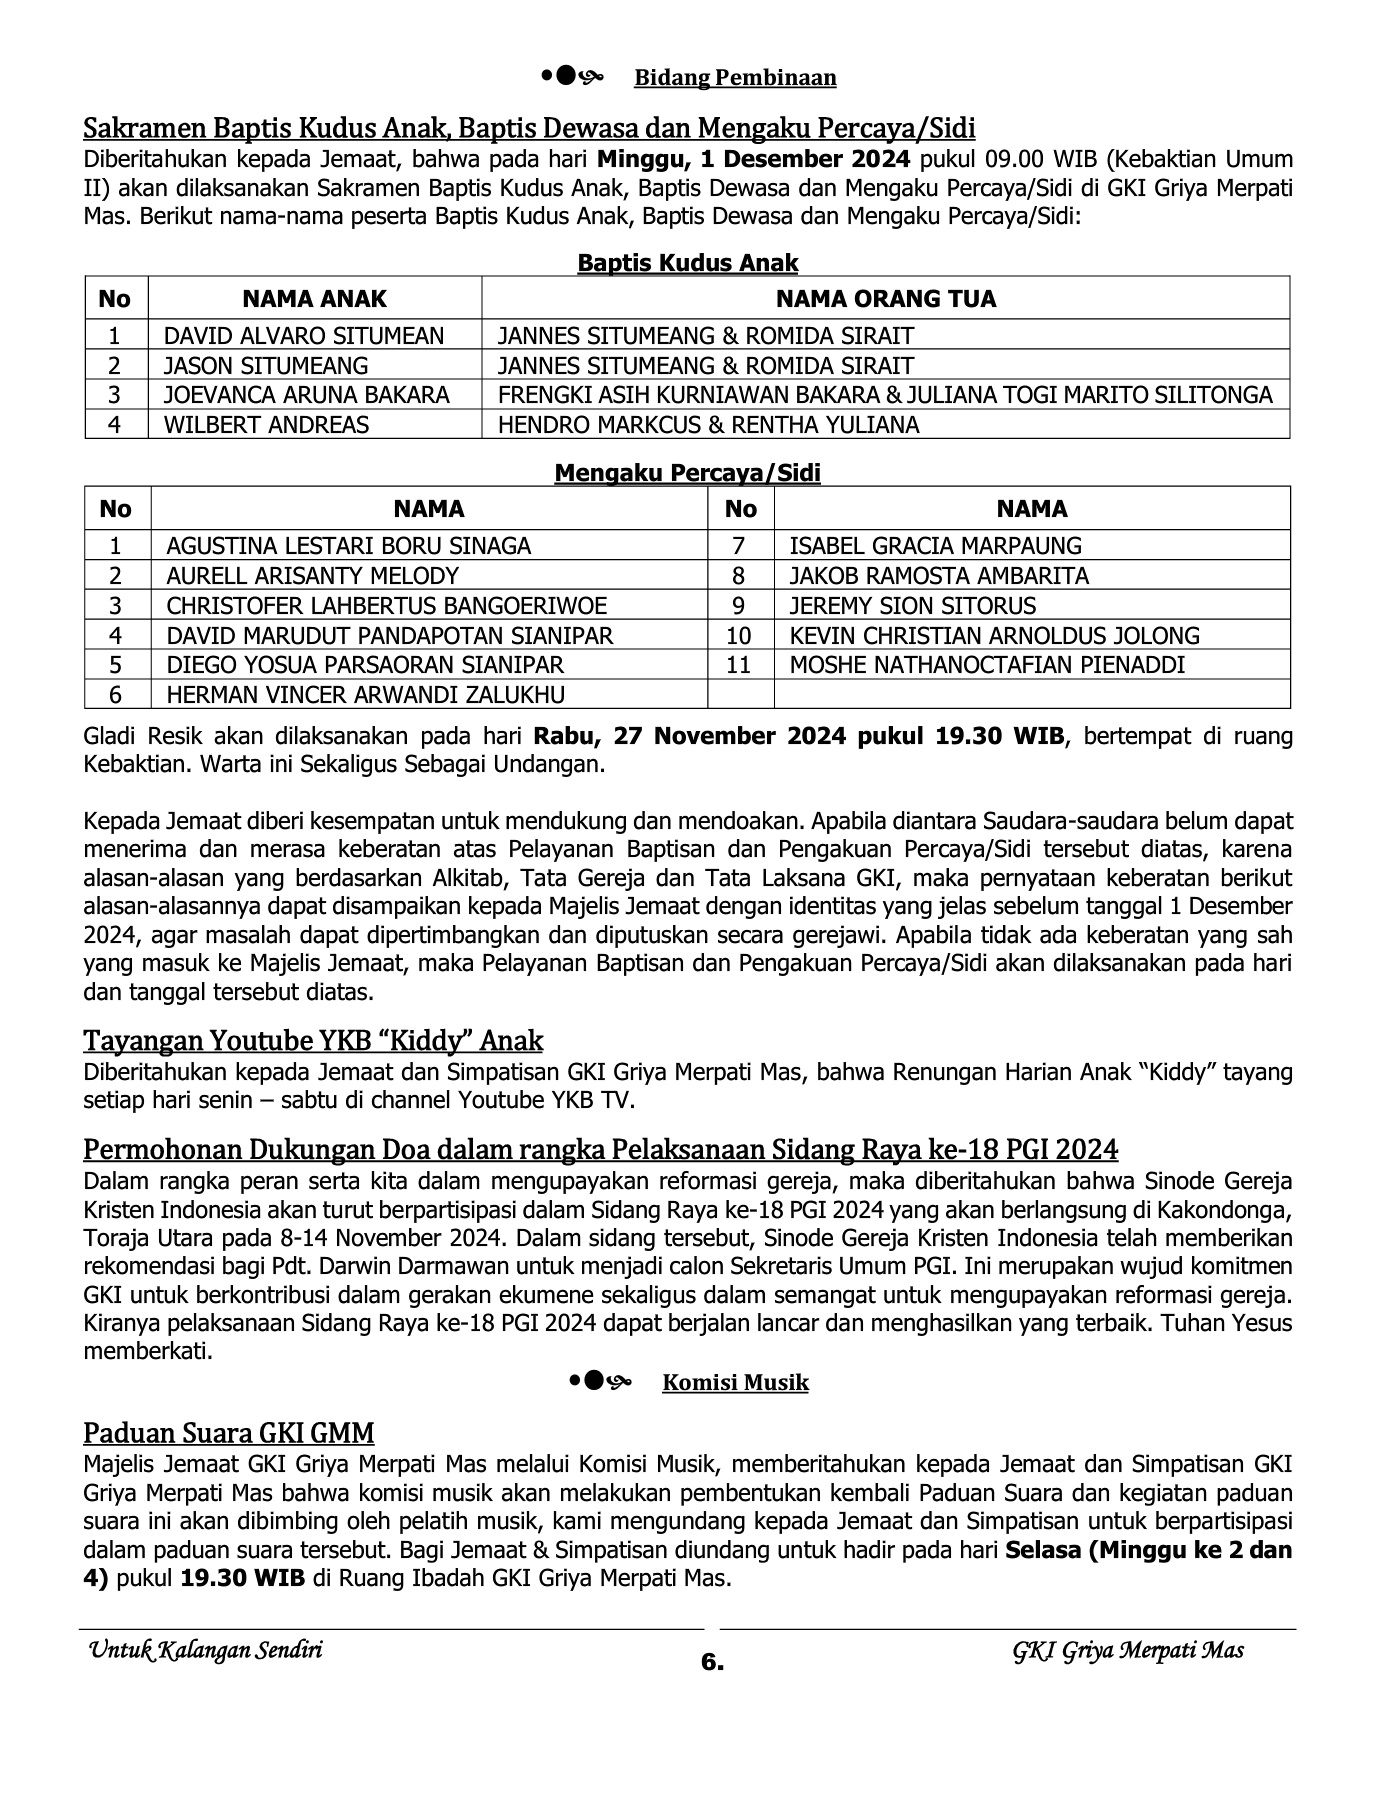 Bidang Pembinaan
Sakramen Baptis Kudus Anak, Baptis Dewasa dan Mengaku Percaya/Sidi
Diberitahukan kepada Jemaat, bahwa pada hari Minggu, 1 Desember 2024 pukul 09.00 WIB (Kebaktian Umum
II) akan dilaksanakan Sakramen Baptis Kudus Anak, Baptis Dewasa dan Mengaku Percaya/Sidi di GKI Griya Merpati
Mas. Berikut nama-nama peserta Baptis Kudus Anak, Baptis Dewasa dan Mengaku Percaya/Sidi:
Baptis Kudus Anak
No NAMA ANAK NAMA ORANG TUA
1 DAVID ALVARO SITUMEAN JANNES SITUMEANG & ROMIDA SIRAIT
2 JASON SITUMEANG JANNES SITUMEANG & ROMIDA SIRAIT
3 JOEVANCA ARUNA BAKARA FRENGKI ASIH KURNIAWAN BAKARA & JULIANA TOGI MARITO SILITONGA
4 WILBERT ANDREAS HENDRO MARKCUS & RENTHA YULIANA
Mengaku Percaya/Sidi
No NAMA No NAMA
1 AGUSTINA LESTARI BORU SINAGA 7 ISABEL GRACIA MARPAUNG
2 AURELL ARISANTY MELODY 8 JAKOB RAMOSTA AMBARITA
3 CHRISTOFER LAHBERTUS BANGOERIWOE 9 JEREMY SION SITORUS
4 DAVID MARUDUT PANDAPOTAN SIANIPAR 10 KEVIN CHRISTIAN ARNOLDUS JOLONG
5 DIEGO YOSUA PARSAORAN SIANIPAR 11 MOSHE NATHANOCTAFIAN PIENADDI
6 HERMAN VINCER ARWANDI ZALUKHU
Gladi Resik akan dilaksanakan pada hari Rabu, 27 November 2024 pukul 19.30 WIB, bertempat di ruang
Kebaktian. Warta ini Sekaligus Sebagai Undangan.
Kepada Jemaat diberi kesempatan untuk mendukung dan mendoakan. Apabila diantara Saudara-saudara belum dapat
menerima dan merasa keberatan atas Pelayanan Baptisan dan Pengakuan Percaya/Sidi tersebut diatas, karena
alasan-alasan yang berdasarkan Alkitab, Tata Gereja dan Tata Laksana GKI, maka pernyataan keberatan berikut
alasan-alasannya dapat disampaikan kepada Majelis Jemaat dengan identitas yang jelas sebelum tanggal 1 Desember
2024, agar masalah dapat dipertimbangkan dan diputuskan secara gerejawi. Apabila tidak ada keberatan yang sah
yang masuk ke Majelis Jemaat, maka Pelayanan Baptisan dan Pengakuan Percaya/Sidi akan dilaksanakan pada hari
dan tanggal tersebut diatas.
Tayangan Youtube YKB “Kiddy” Anak
Diberitahukan kepada Jemaat dan Simpatisan GKI Griya Merpati Mas, bahwa Renungan Harian Anak “Kiddy” tayang
setiap hari senin – sabtu di channel Youtube YKB TV.
Permohonan Dukungan Doa dalam rangka Pelaksanaan Sidang Raya ke-18 PGI 2024
Dalam rangka peran serta kita dalam mengupayakan reformasi gereja, maka diberitahukan bahwa Sinode Gereja
Kristen Indonesia akan turut berpartisipasi dalam Sidang Raya ke-18 PGI 2024 yang akan berlangsung di Kakondonga,
Toraja Utara pada 8-14 November 2024. Dalam sidang tersebut, Sinode Gereja Kristen Indonesia telah memberikan
rekomendasi bagi Pdt. Darwin Darmawan untuk menjadi calon Sekretaris Umum PGI. Ini merupakan wujud komitmen
GKI untuk berkontribusi dalam gerakan ekumene sekaligus dalam semangat untuk mengupayakan reformasi gereja.
Kiranya pelaksanaan Sidang Raya ke-18 PGI 2024 dapat berjalan lancar dan menghasilkan yang terbaik. Tuhan Yesus
memberkati.
Komisi Musik
Paduan Suara GKI GMM
Majelis Jemaat GKI Griya Merpati Mas melalui Komisi Musik, memberitahukan kepada Jemaat dan Simpatisan GKI
Griya Merpati Mas bahwa komisi musik akan melakukan pembentukan kembali Paduan Suara dan kegiatan paduan
suara ini akan dibimbing oleh pelatih musik, kami mengundang kepada Jemaat dan Simpatisan untuk berpartisipasi
dalam paduan suara tersebut. Bagi Jemaat & Simpatisan diundang untuk hadir pada hari Selasa (Minggu ke 2 dan
4) pukul 19.30 WIB di Ruang Ibadah GKI Griya Merpati Mas.
Untuk Kalangan Sendiri
6.
GKI Griya Merpati Mas